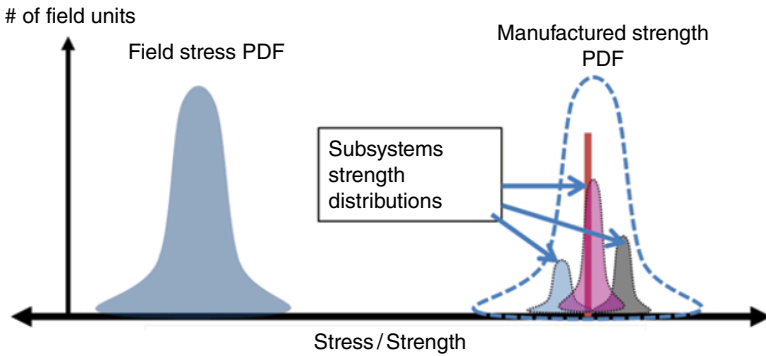 # of field units
Field stress PDF
Manufactured strength
PDF
Subsystems
strength
distributions
Stress/Strength